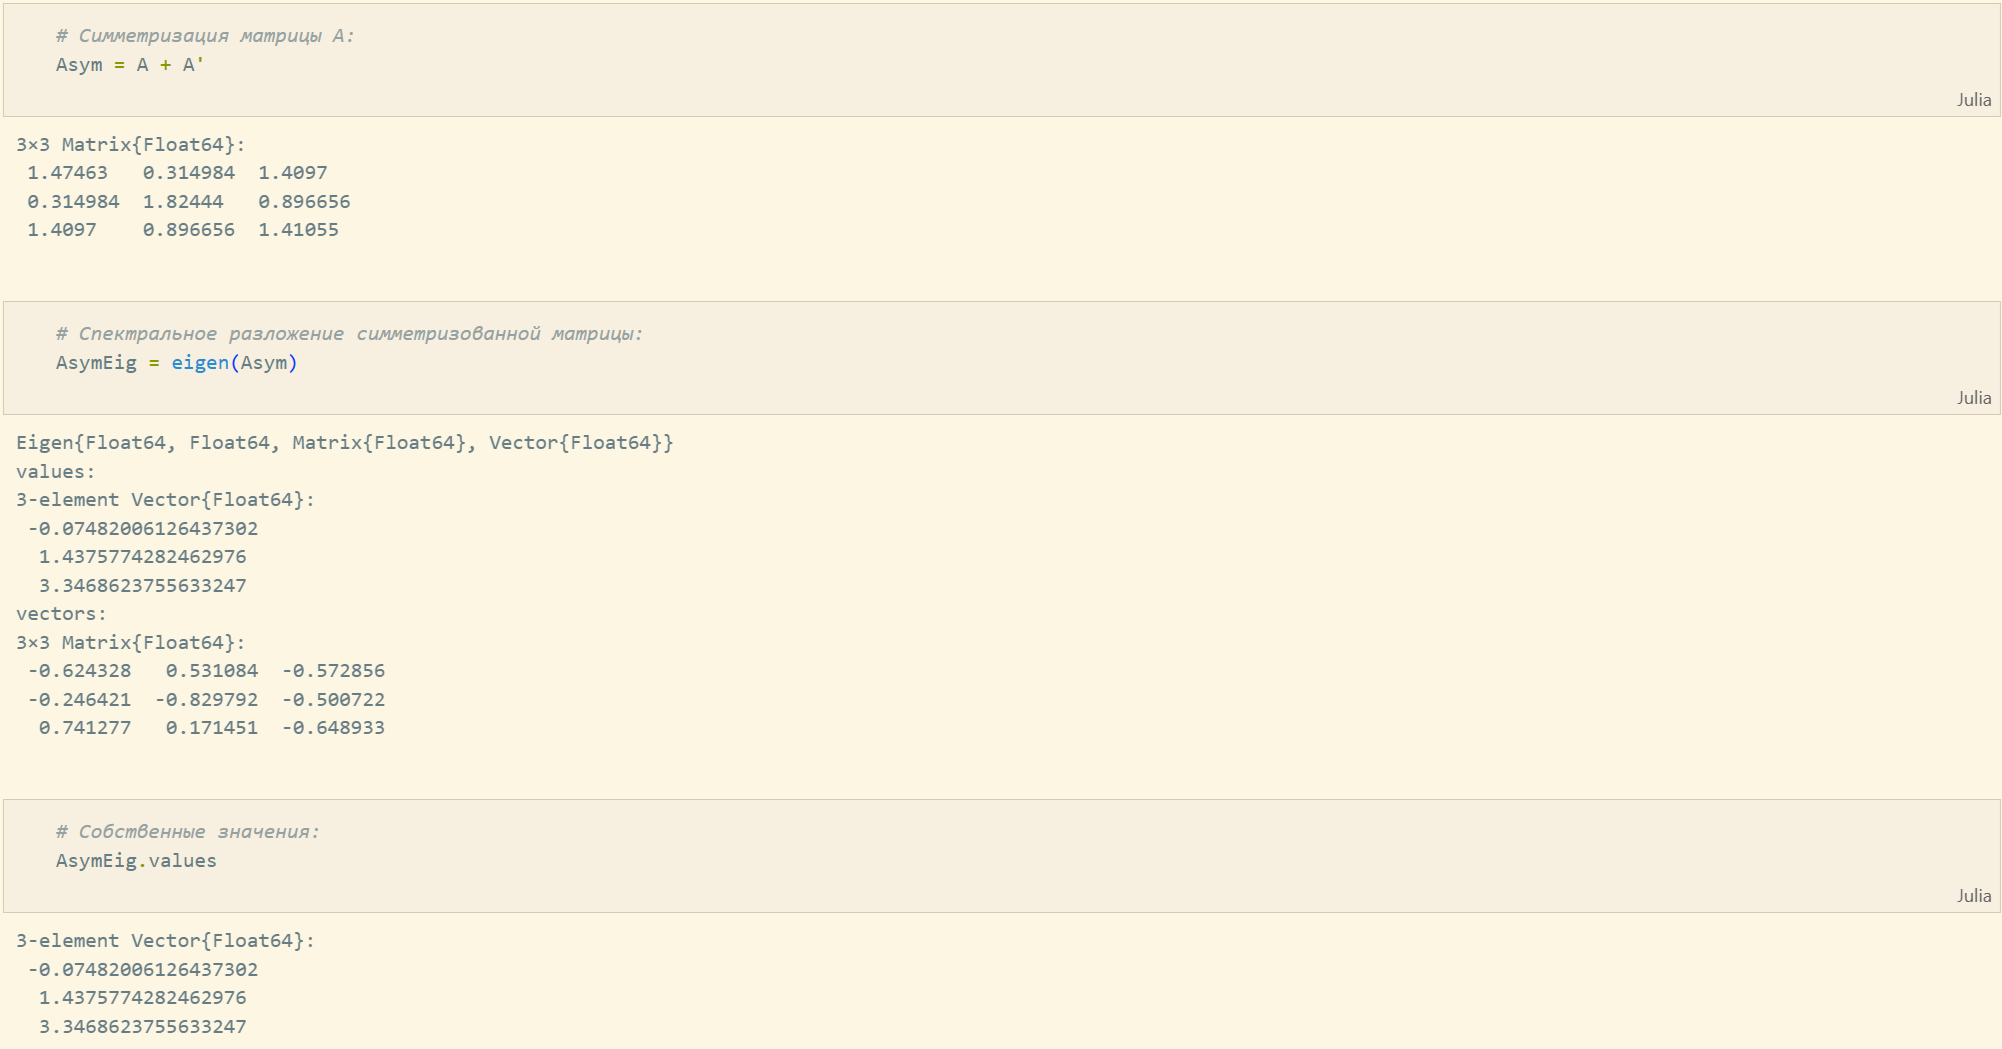 # Симметризация матрицы A:
Asym = A + A'
Julia
3×3 Matrix{Float64}:
1.47463 0.314984 1.4097
0.314984 1.82444 0.896656
1.4097 0.896656 1.41055
# Спектральное разложение симметризованной матрицы:
AsymEig = eigen(Asym)
Julia
Eigen{Float64, Float64, Matrix{Float64}, Vector{Float64}}
values:
3-element Vector{Float64}:
-0.07482006126437302
1.4375774282462976
3.3468623755633247
vectors:
3×3 Matrix{Float64}:
-0.624328 0.531084 -0.572856
-0.246421 -0.829792 -0.500722
0.741277 0.171451 -0.648933
# Собственные значения:
AsymEig.values
Julia
3-element Vector{Float64}:
-0.07482006126437302
1.4375774282462976
3.3468623755633247